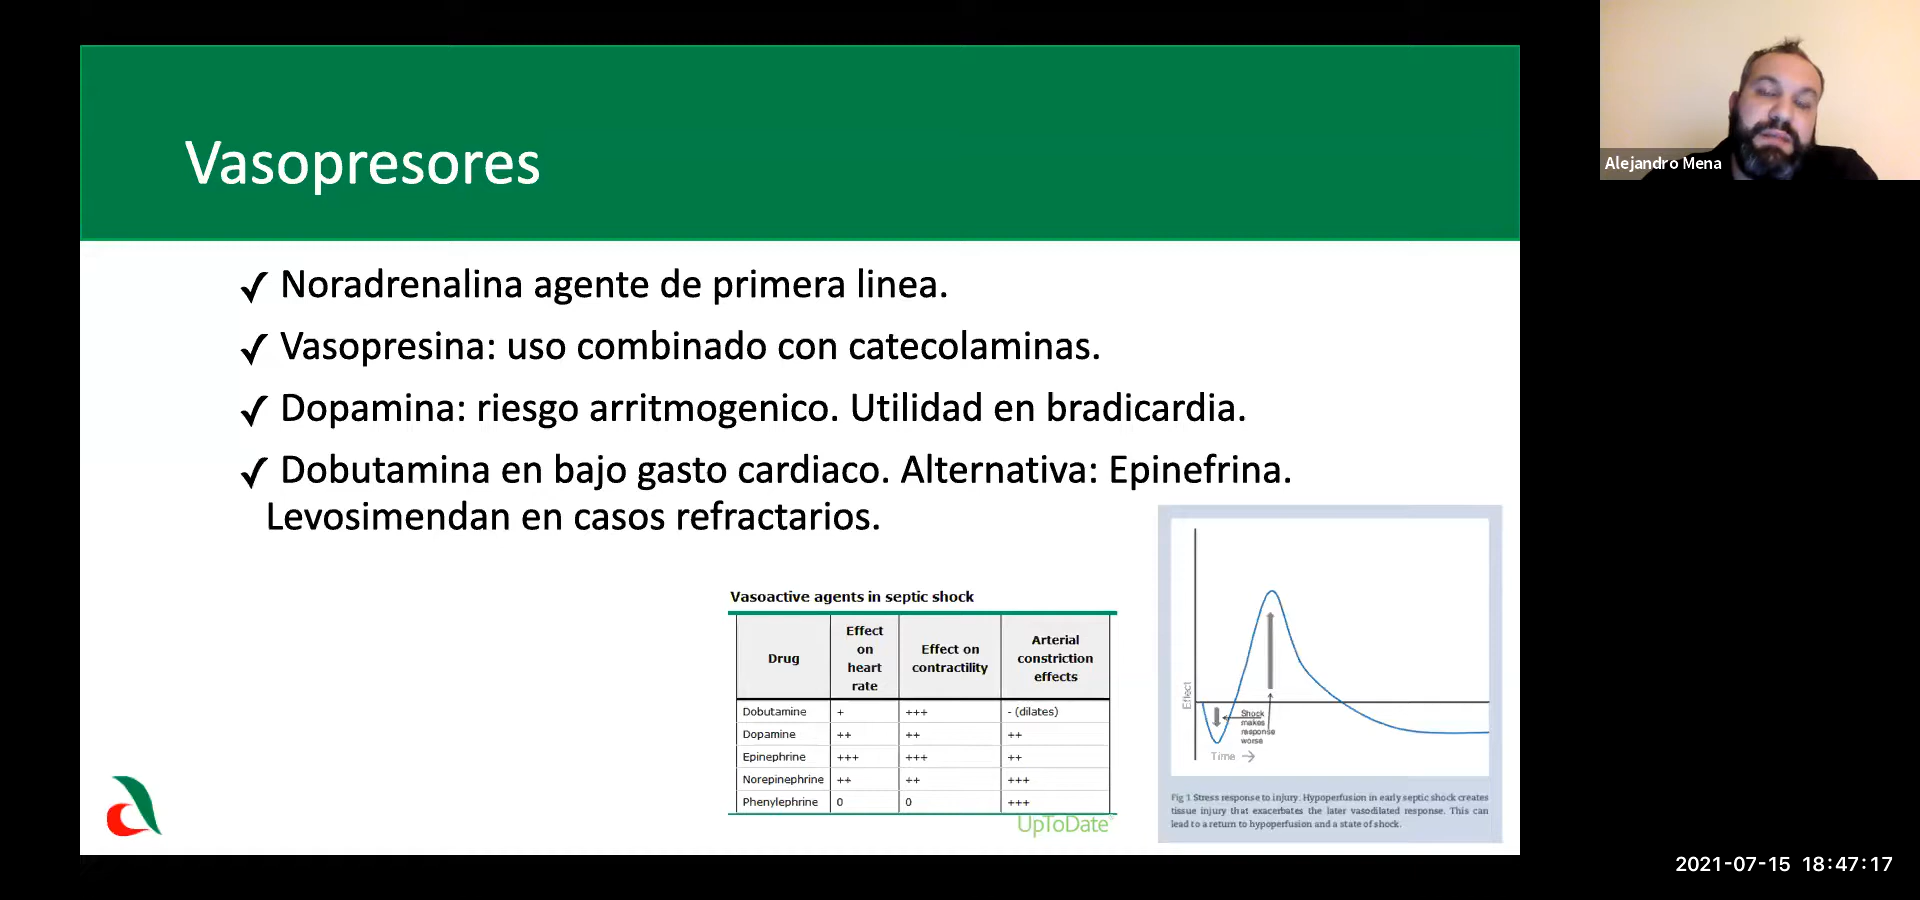 Vasopresores
✓ Noradrenalina agente de primera linea.
✓ Vasopresina: uso combinado con catecolaminas.
✓ Dopamina: riesgo arritmogenico. Utilidad en bradicardia.
✓ Dobutamina en bajo gasto cardiaco. Alternativa: Epinefrina.
Levosimendan en casos refractarios.
Vasoactive agents in septic shock
Drug
Effect
on
heart
rate
Effect on
contractility
Arterial
constriction
effects
Dobutamine + +++ - (dilates)
Dopamine ++ ++ ++
Epinephrine +++ +++ ++
Norepinephrine ++ ++ +++
Phenylephrine 0 0 +++
UpToDate®
Effect
Shock
makes
response
worse
Time →
Fig 1 Stress response to injury. Hypoperfusion in early septic shock creates
tissue injury that exacerbates the later vasodilated response. This can
lead to a return to hypoperfusion and a state of shock.
Alejandro Mena
2021-07-15 18:47:17